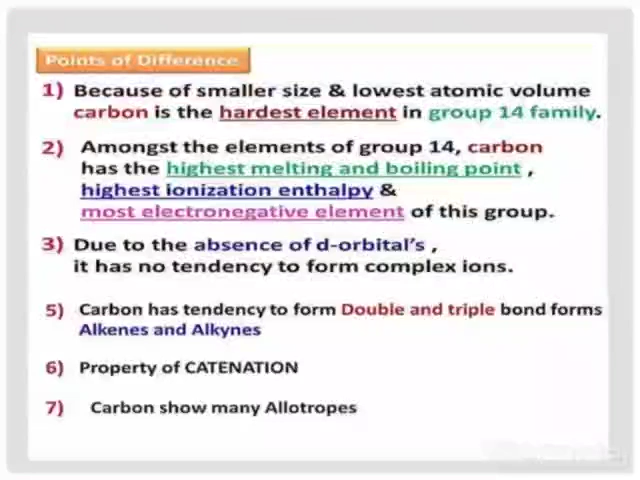 Points of Difference
1) Because of smaller size & lowest atomic volume
carbon is the hardest element in group 14 family.
2) Amongst the elements of group 14, carbon
has the highest melting and boiling point ,
highest ionization enthalpy &
most electronegative element of this group.
3) Due to the absence of d-orbital's ,
it has no tendency to form complex ions.
5) Carbon has tendency to form Double and triple bond forms
Alkenes and Alkynes
6) Property of CATENATION
7) Carbon show many Allotropes